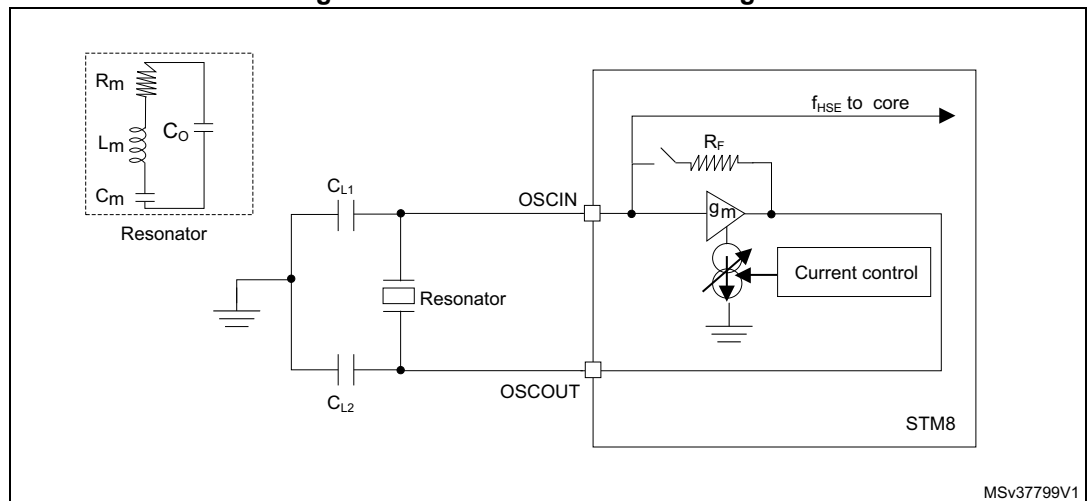 Rm
Lm
CO
Cm
Resonator
CL1
CL2
Resonator
OSCIN
OSCOUT
fHSE to core
RF
gm
Current control
STM8
MSv37799V1